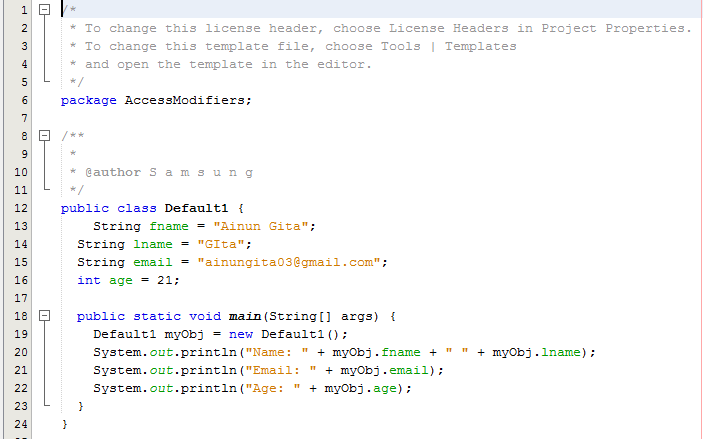 1 /*
2  * To change this license header, choose License Headers in Project Properties.
3  * To change this template file, choose Tools | Templates
4  * and open the template in the editor.
5  */
6 package AccessModifiers;
7
8 /**
9  *
10  * @author S a m s u n g
11  */
12 public class Default1 {
13     String fname = "Ainun Gita";
14   String lname = "GIta";
15   String email = "ainungita03@gmail.com";
16   int age = 21;
17
18   public static void main(String[] args) {
19     Default1 myObj = new Default1();
20     System.out.println("Name: " + myObj.fname + " " + myObj.lname);
21     System.out.println("Email: " + myObj.email);
22     System.out.println("Age: " + myObj.age);
23   }
24 }